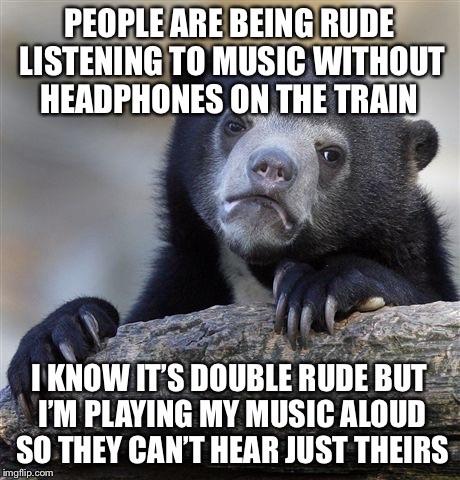 PEOPLE ARE BEING RUDE
LISTENING TO MUSIC WITHOUT
HEADPHONES ON THE TRAIN
I KNOW IT'S DOUBLE RUDE BUT
I'M PLAYING MY MUSIC ALOUD
SO THEY CAN'T HEAR JUST THEIRS
imgflip.com